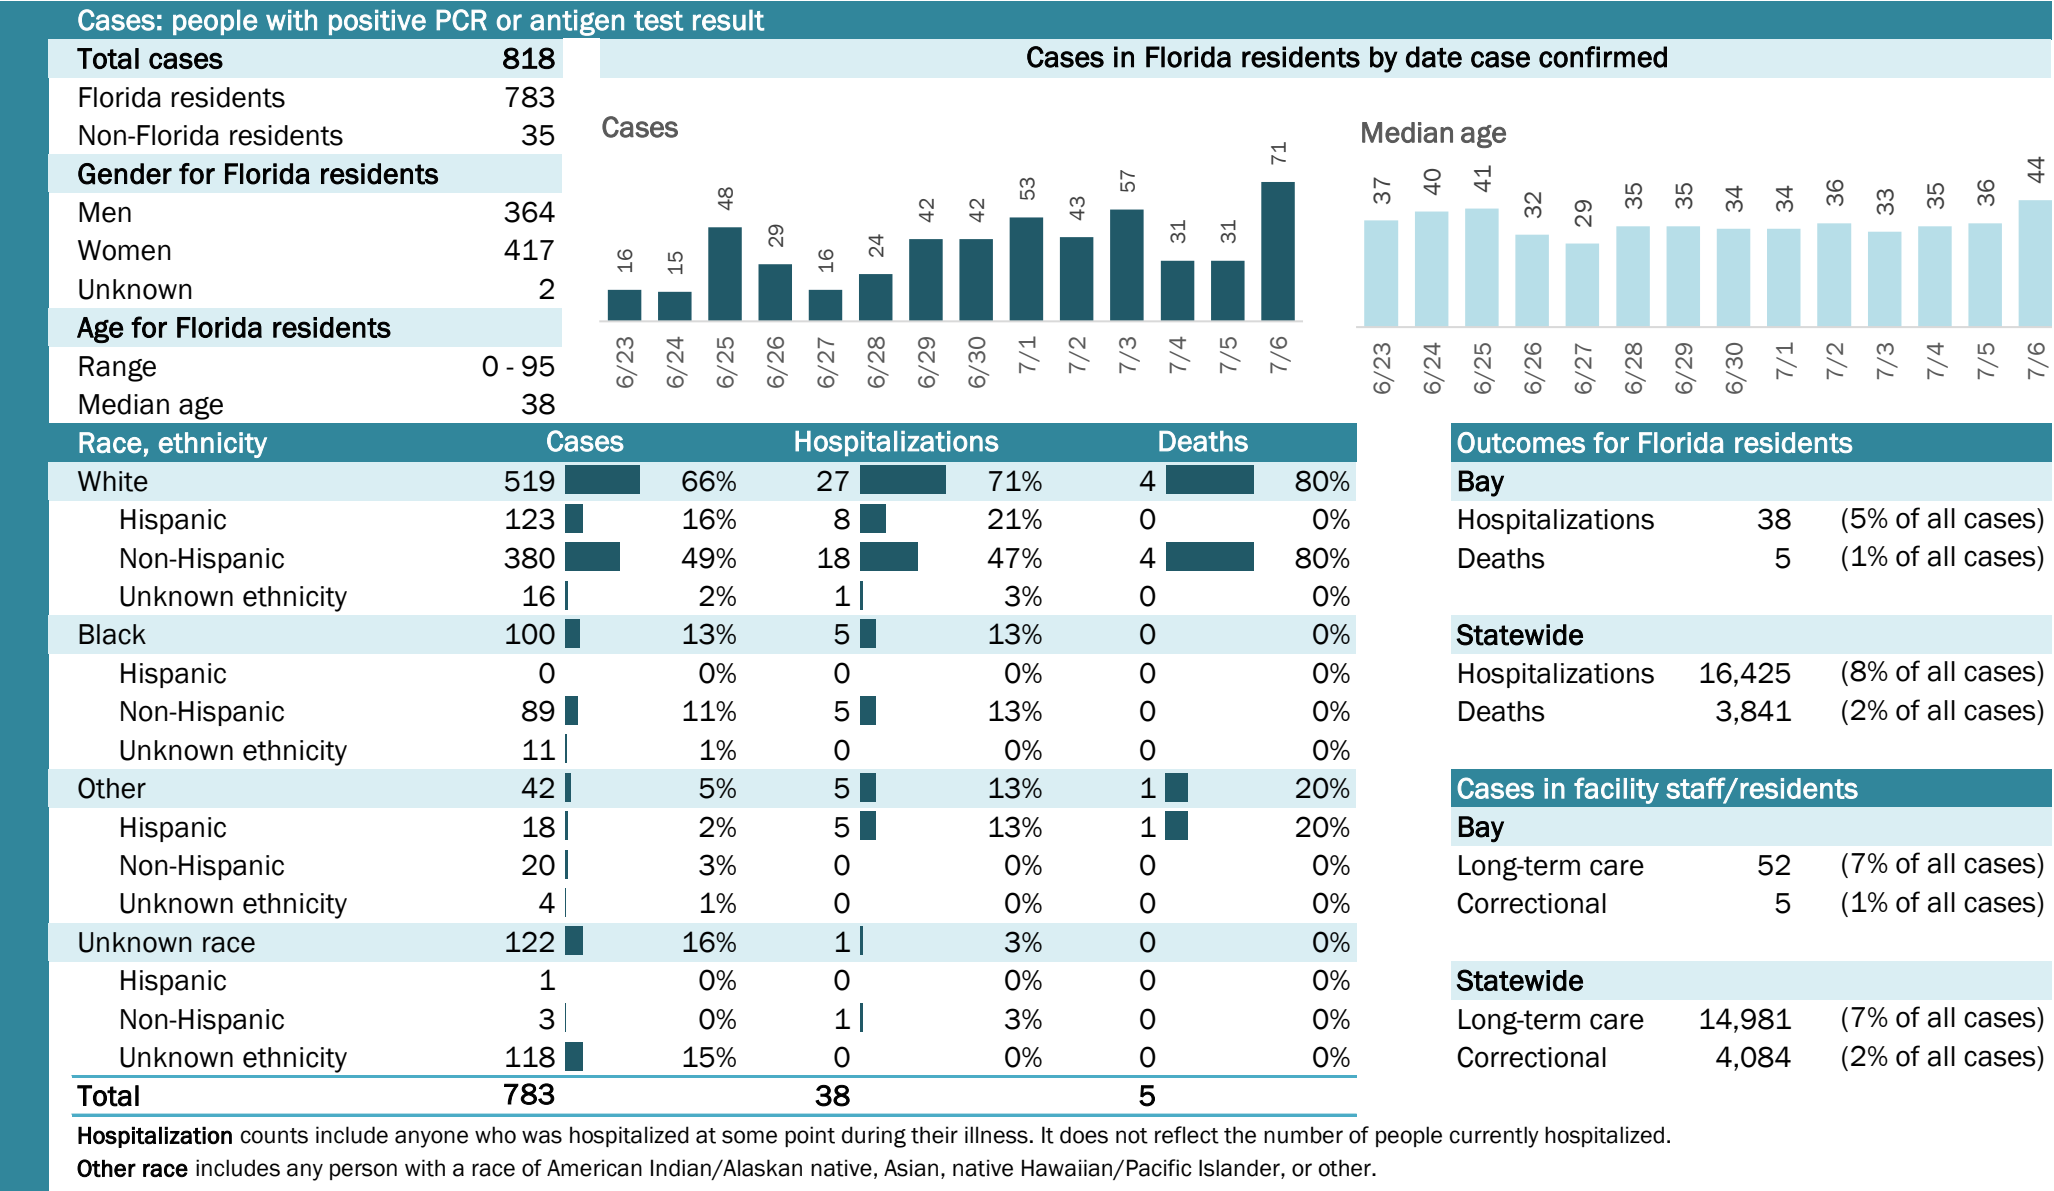 Cases: people with positive PCR or antigen test result
Total cases 818
Florida residents 783
Non-Florida residents 35
Gender for Florida residents
Men 364
Women 417
Unknown 2
Age for Florida residents
Range 0 - 95
Median age 38
Cases in Florida residents by date case confirmed
Cases
16 15 48 29 16 24 42 42 53 43 57 31 31 71
6/23 6/24 6/25 6/26 6/27 6/28 6/29 6/30 7/1 7/2 7/3 7/4 7/5 7/6
Median age
37 40 41 32 29 35 35 34 34 36 33 35 36 44
6/23 6/24 6/25 6/26 6/27 6/28 6/29 6/30 7/1 7/2 7/3 7/4 7/5 7/6
Race, ethnicity Cases Hospitalizations Deaths
White 519 66% 27 71% 4 80%
Hispanic 123 16% 8 21% 0 0%
Non-Hispanic 380 49% 18 47% 4 80%
Unknown ethnicity 16 2% 1 3% 0 0%
Black 100 13% 5 13% 0 0%
Hispanic 0 0% 0 0% 0 0%
Non-Hispanic 89 11% 5 13% 0 0%
Unknown ethnicity 11 1% 0 0% 0 0%
Other 42 5% 5 13% 1 20%
Hispanic 18 2% 5 13% 1 20%
Non-Hispanic 20 3% 0 0% 0 0%
Unknown ethnicity 4 1% 0 0% 0 0%
Unknown race 122 16% 1 3% 0 0%
Hispanic 1 0% 0 0% 0 0%
Non-Hispanic 3 0% 1 3% 0 0%
Unknown ethnicity 118 15% 0 0% 0 0%
Total 783 38 5
Outcomes for Florida residents
Bay
Hospitalizations 38 (5% of all cases)
Deaths 5 (1% of all cases)
Statewide
Hospitalizations 16,425 (8% of all cases)
Deaths 3,841 (2% of all cases)
Cases in facility staff/residents
Bay
Long-term care 52 (7% of all cases)
Correctional 5 (1% of all cases)
Statewide
Long-term care 14,981 (7% of all cases)
Correctional 4,084 (2% of all cases)
Hospitalization counts include anyone who was hospitalized at some point during their illness. It does not reflect the number of people currently hospitalized.
Other race includes any person with a race of American Indian/Alaskan native, Asian, native Hawaiian/Pacific Islander, or other.